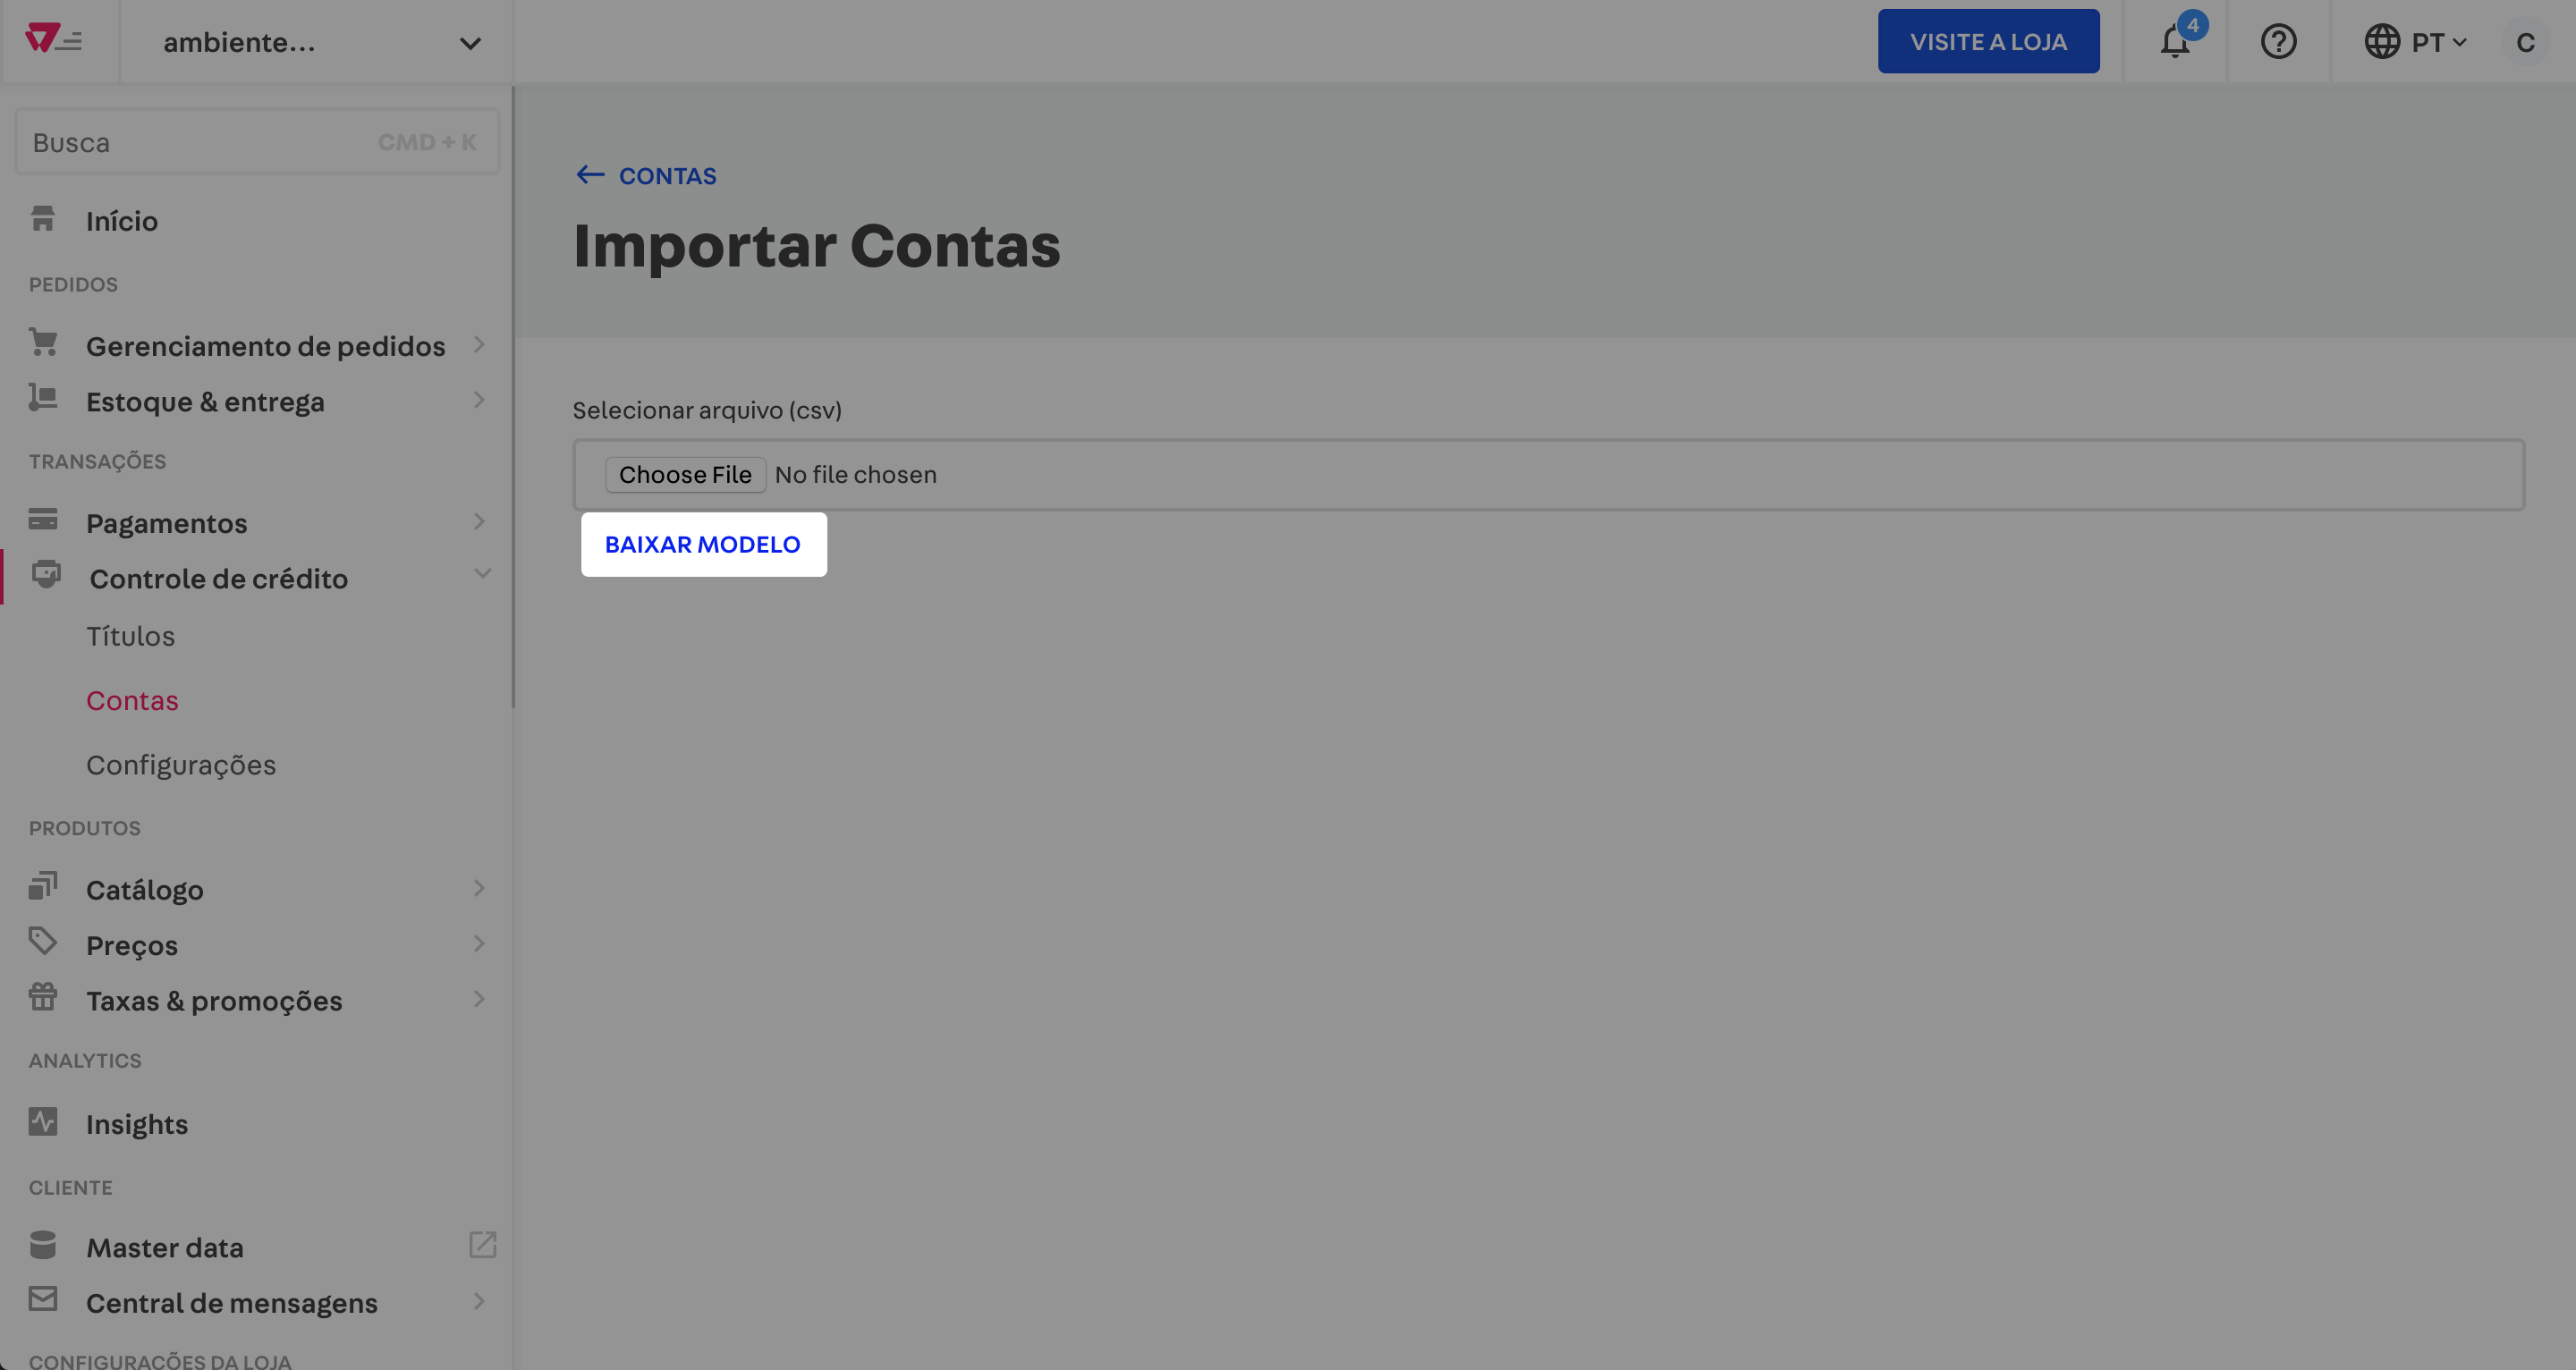 ambiente...
VISITE A LOJA
4
PT
C
Busca
CMD + K
Início
PEDIDOS
Gerenciamento de pedidos
Estoque & entrega
TRANSAÇÕES
Pagamentos
Controle de crédito
Títulos
Contas
Configurações
PRODUTOS
Catálogo
Preços
Taxas & promoções
ANALYTICS
Insights
CLIENTE
Master data
Central de mensagens
CONFIGURAÇÕES DA LOJA
CONTAS
Importar Contas
Selecionar arquivo (csv)
Choose File No file chosen
BAIXAR MODELO